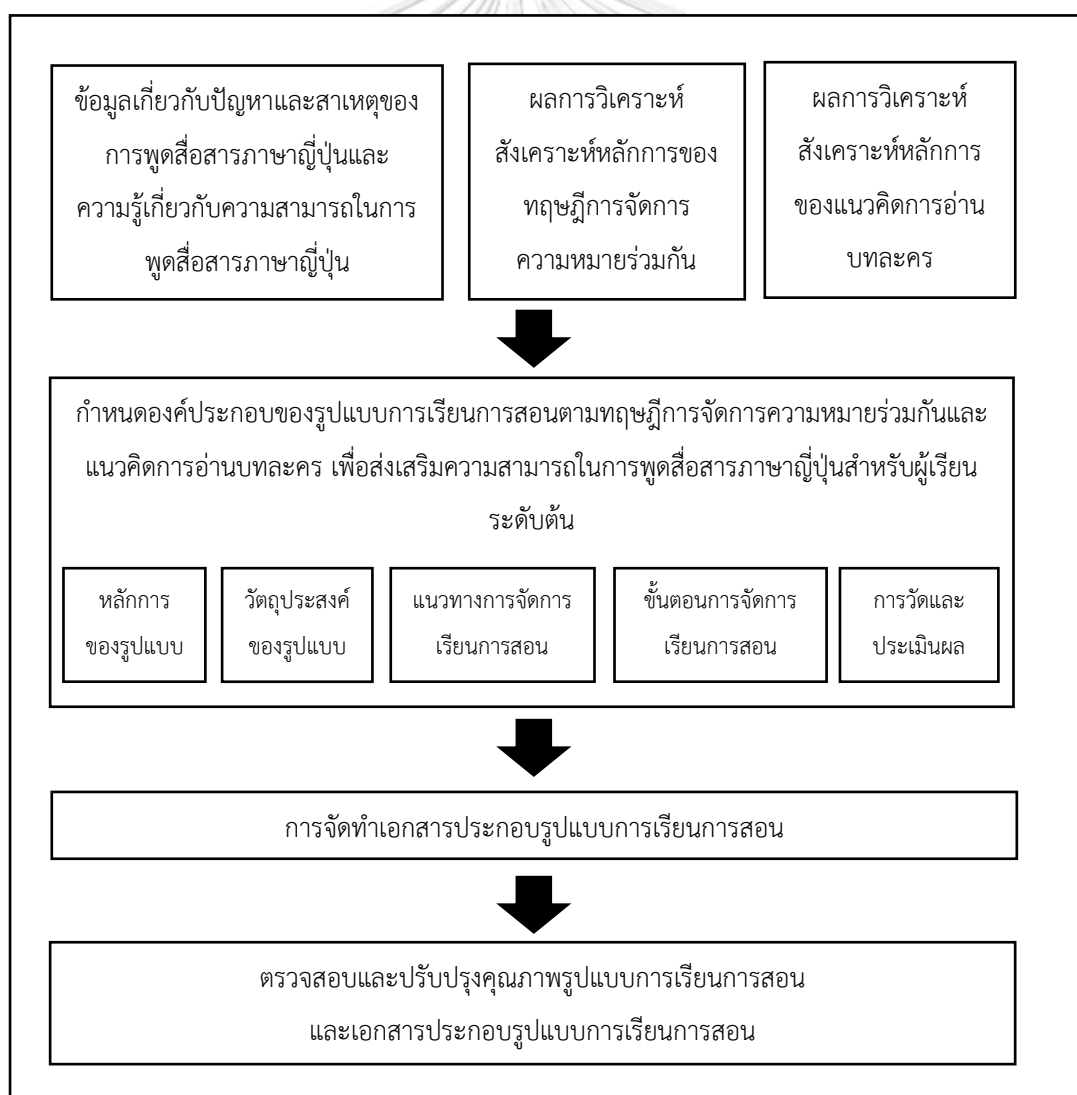 ข้อมูลเกี่ยวกับปัญหาและสาเหตุของ
การพูดสื่อสารภาษาญี่ปุ่นและ
ความรู้เกี่ยวกับความสามารถในการ
พูดสื่อสารภาษาญี่ปุ่น
ผลการวิเคราะห์
สังเคราะห์หลักการของ
ทฤษฎีการจัดการ
ความหมายร่วมกัน
ผลการวิเคราะห์
สังเคราะห์หลักการ
ของแนวคิดการอ่าน
บทละคร
กำหนดองค์ประกอบของรูปแบบการเรียนการสอนตามทฤษฎีการจัดการความหมายร่วมกันและ
แนวคิดการอ่านบทละคร เพื่อส่งเสริมความสามารถในการพูดสื่อสารภาษาญี่ปุ่นสำหรับผู้เรียน
ระดับต้น
หลักการ
ของรูปแบบ
วัตถุประสงค์
ของรูปแบบ
แนวทางการจัดการ
เรียนการสอน
ขั้นตอนการจัดการ
เรียนการสอน
การวัดและ
ประเมินผล
การจัดทำเอกสารประกอบรูปแบบการเรียนการสอน
ตรวจสอบและปรับปรุงคุณภาพรูปแบบการเรียนการสอน
และเอกสารประกอบรูปแบบการเรียนการสอน